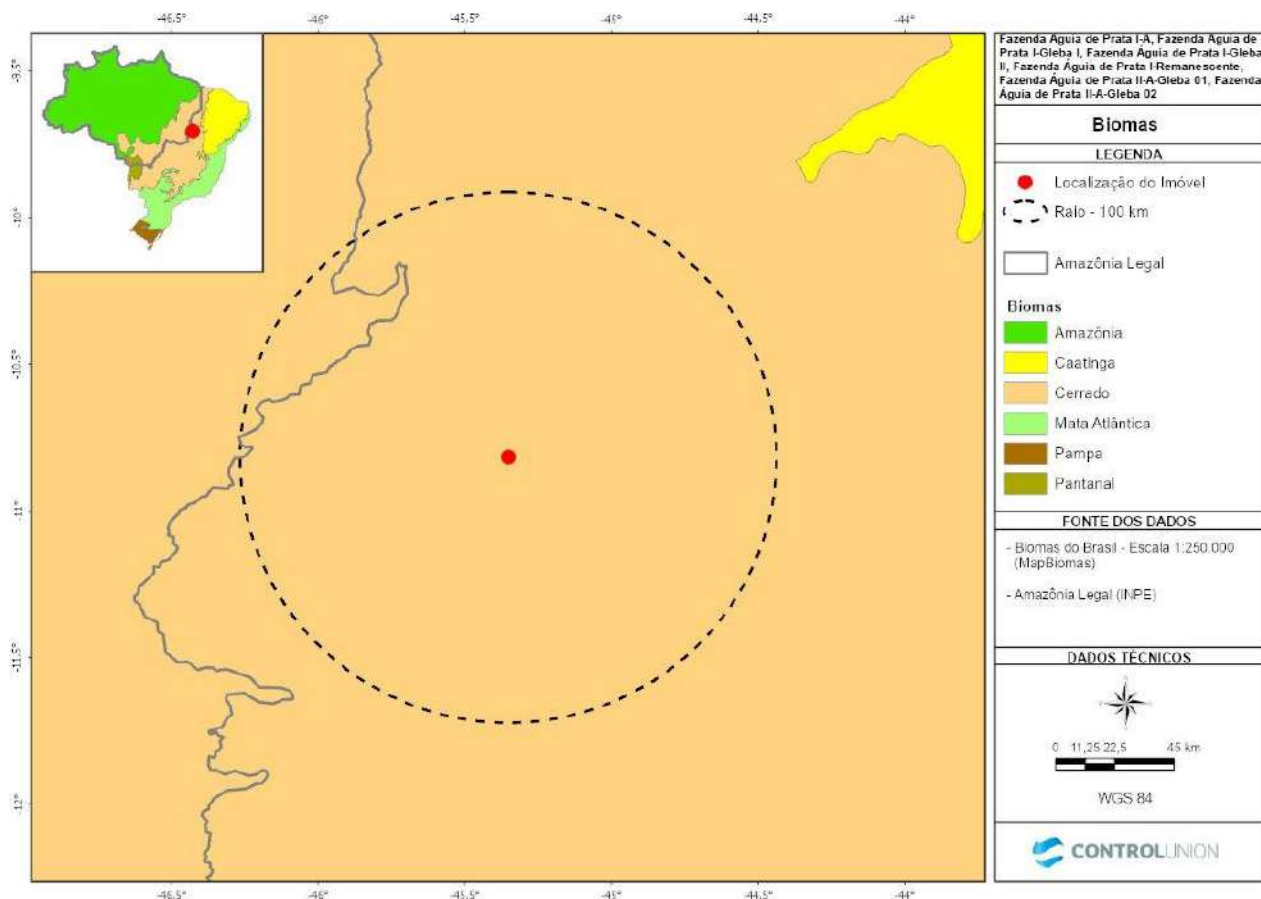 -46.5° -46° -45.5° -45° -44.5° -44°
-9.5°
-10°
-10.5°
-11°
-11.5°
-12°
-46.5° -46° -45.5° -45° -44.5° -44°
Fazenda Águia de Prata I-A, Fazenda Águia de
Prata I-Gleba I, Fazenda Águia de Prata I-Gleba
II, Fazenda Águia de Prata I-Remanescente,
Fazenda Águia de Prata II-A-Gleba 01, Fazenda
Águia de Prata II-A-Gleba 02
Biomas
LEGENDA
Localização do Imóvel
Raio - 100 km
Amazônia Legal
Biomas
Amazônia
Caatinga
Cerrado
Mata Atlântica
Pampa
Pantanal
FONTE DOS DADOS
- Biomas do Brasil - Escala 1:250.000
(MapBiomas)
- Amazônia Legal (INPE)
DADOS TÉCNICOS
0 11,25 22,5 45 km
WGS 84
CONTROLUNION